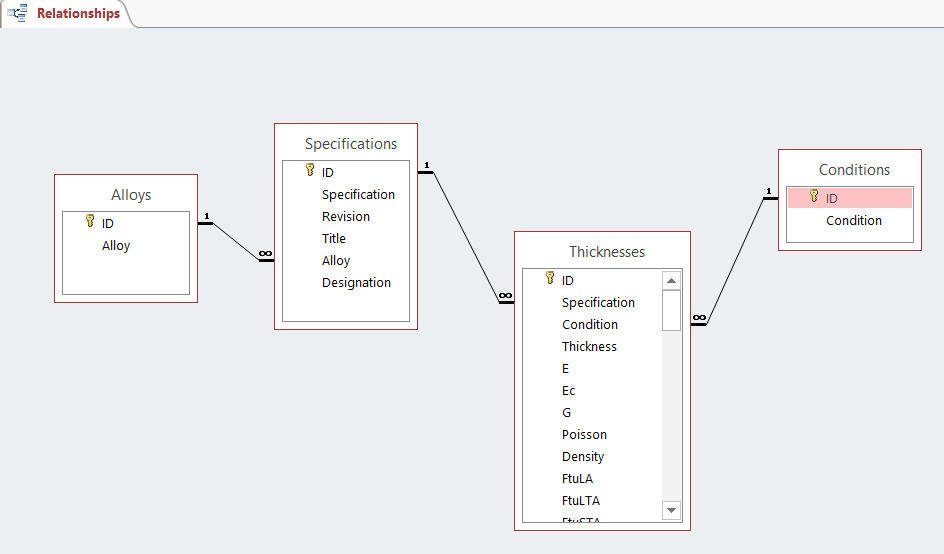 Relationships
Alloys
ID
Alloy
1
∞
Specifications
ID
Specification
Revision
Title
Alloy
Designation
1
∞
Thicknesses
ID
Specification
Condition
Thickness
E
Ec
G
Poisson
Density
FtuLA
FtuLTA
FtuSTA
∞
1
Conditions
ID
Condition